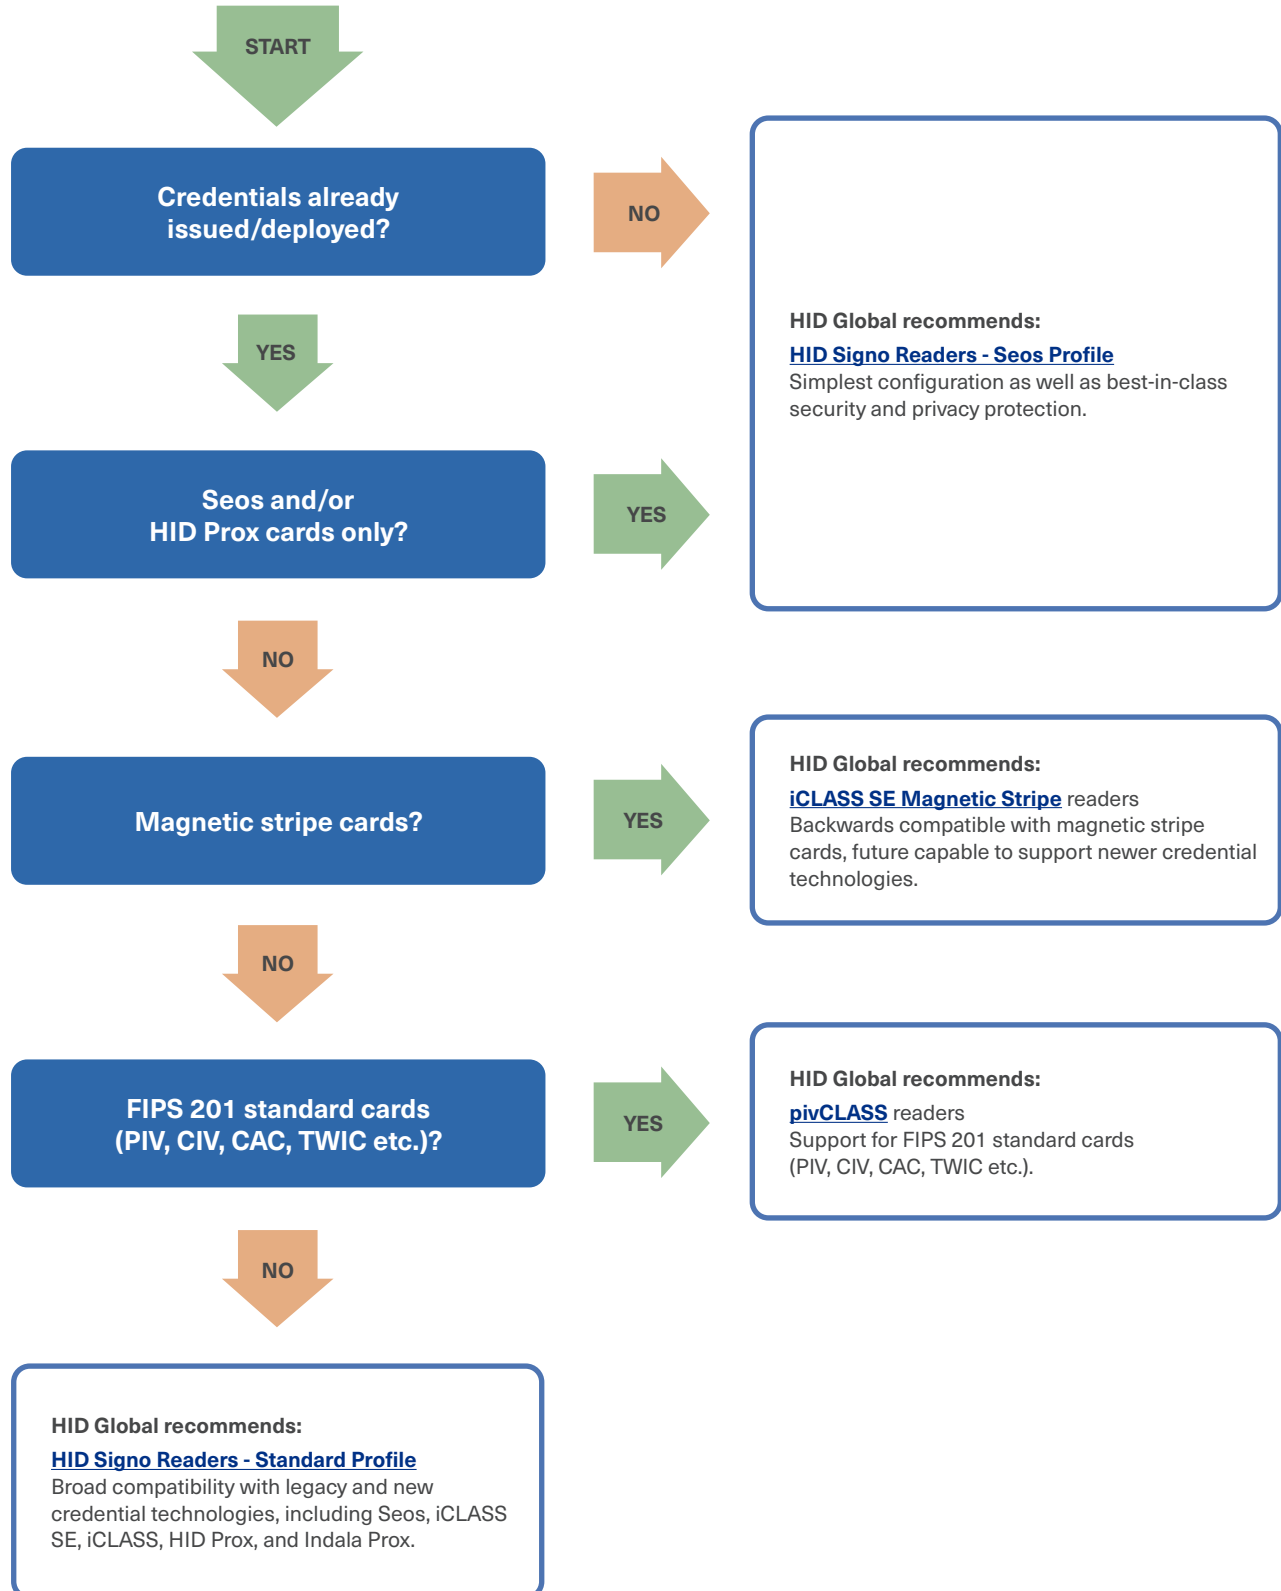 START
Credentials already
issued/deployed?
NO
HID Global recommends:
HID Signo Readers - Seos Profile
Simplest configuration as well as best-in-class
security and privacy protection.
YES
Seos and/or
HID Prox cards only?
YES
NO
Magnetic stripe cards?
YES
HID Global recommends:
iCLASS SE Magnetic Stripe readers
Backwards compatible with magnetic stripe
cards, future capable to support newer credential
technologies.
NO
FIPS 201 standard cards
(PIV, CIV, CAC, TWIC etc.)?
YES
HID Global recommends:
pivCLASS readers
Support for FIPS 201 standard cards
(PIV, CIV, CAC, TWIC etc.).
NO
HID Global recommends:
HID Signo Readers - Standard Profile
Broad compatibility with legacy and new
credential technologies, including Seos, iCLASS
SE, iCLASS, HID Prox, and Indala Prox.